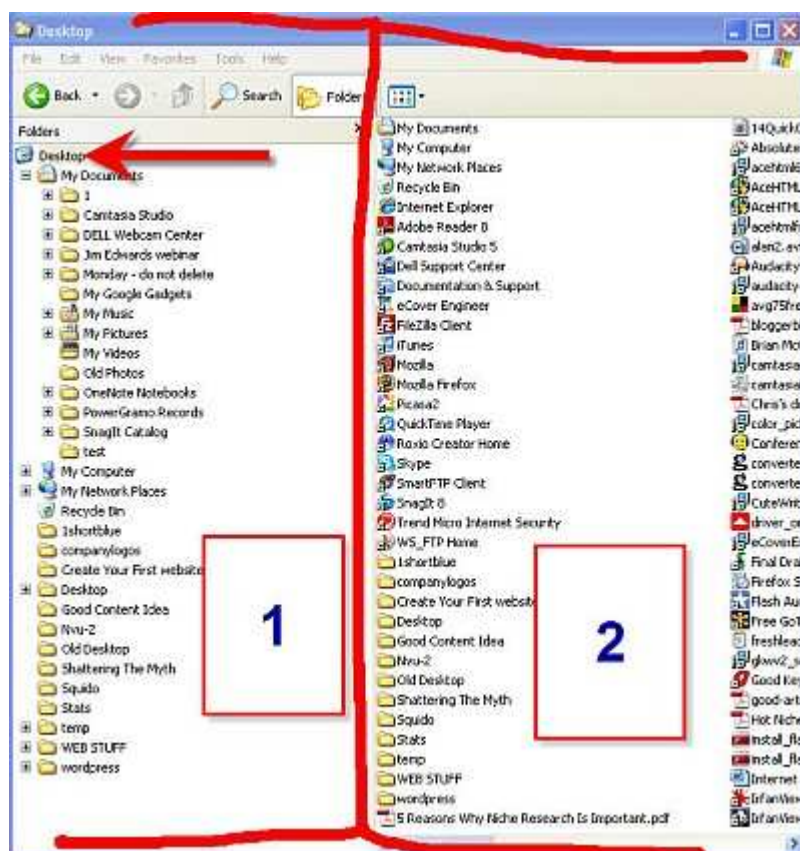 Desktop
File Edit View Favorites Tools Help
Back Search Folder
Folders
Desktop
My Documents
1
Camtasia Studio
DELL Webcam Center
Jim Edwards webinar
Monday - do not delete
My Google Gadgets
My Music
My Pictures
My Videos
Old Photos
OneNote Notebooks
PowerGramo Records
SnagIt Catalog
test
My Computer
My Network Places
Recycle Bin
1shortblue
companylogos
Create Your First website
Desktop
Good Content Idea
Nvu-2
Old Desktop
Shattering The Myth
Squido
Stats
temp
WEB STUFF
wordpress
1
My Documents
My Computer
My Network Places
Recycle Bin
Internet Explorer
Adobe Reader 8
Camtasia Studio 5
Dell Support Center
Documentation & Support
eCover Engineer
FileZilla Client
iTunes
Mozilla
Mozilla Firefox
Picasa2
QuickTime Player
Roxio Creator Home
Skype
SmartFTP Client
SnagIt 8
Trend Micro Internet Security
WS_FTP Home
1shortblue
companylogos
Create Your First website
Desktop
Good Content Idea
Nvu-2
Old Desktop
Shattering The Myth
Squido
Stats
temp
WEB STUFF
wordpress
5 Reasons Why Niche Research Is Important.pdf
2
14Quick
Absolute
acehtml
AceHTML
AceHTML
acehtmlf
alan2.av
Audacity
audacity
avg75fre
bloggerb
Brian
camtasia
camtasia
Chris's
color_pic
Conferen
converte
converte
CuteWrit
driver_
eCoverE
Final Dra
Firefox S
Flash Au
Free
freshleac
Good Key
good-art
Hot Niche
install_fl
install_fl
Internet
IrfanView
IrfanView